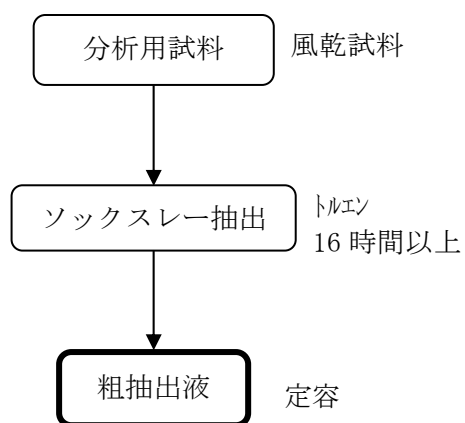 分析用試料
風乾試料
ソックスレー抽出
ﾄﾙｴﾝ
16 時間以上
粗抽出液
定容